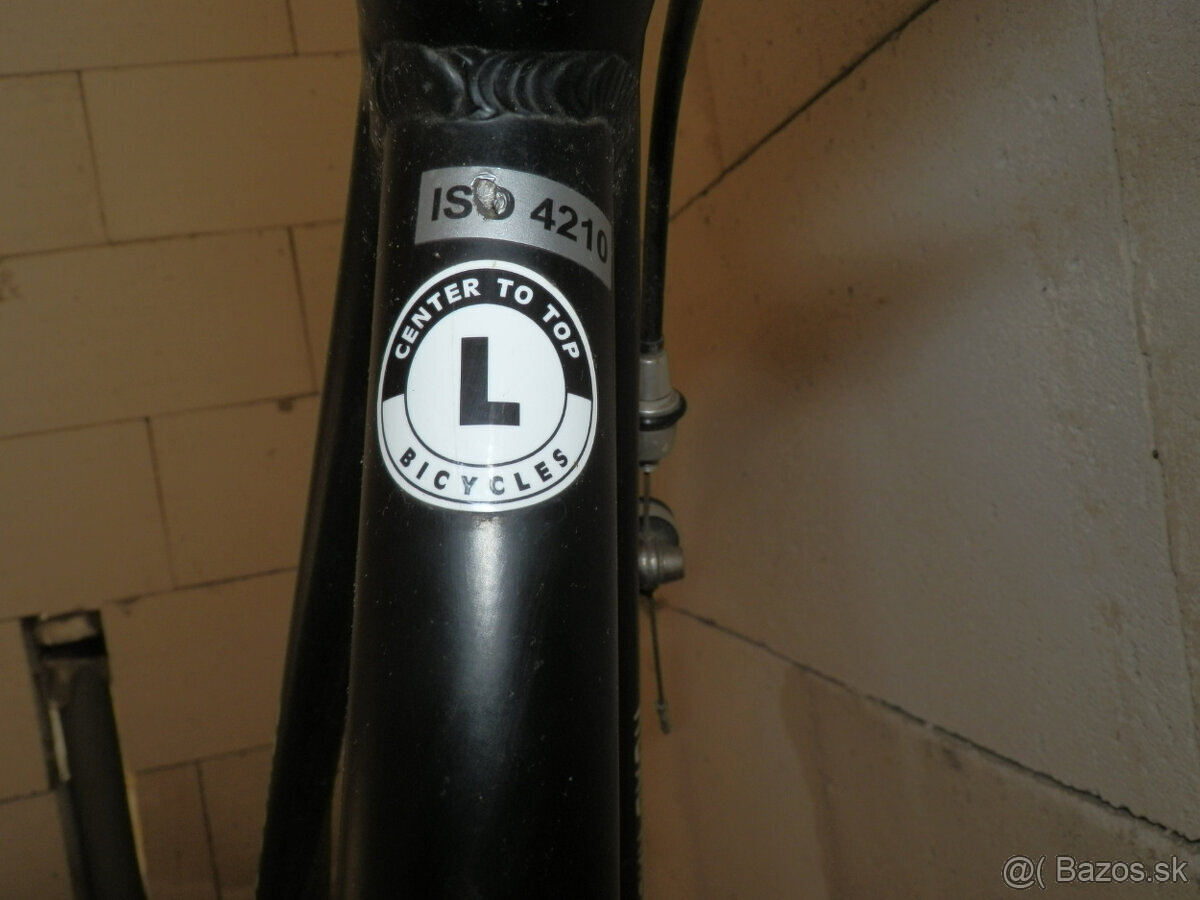 ISO 4210
CENTER TO TOP
L
BICYCLES
@( Bazos.sk